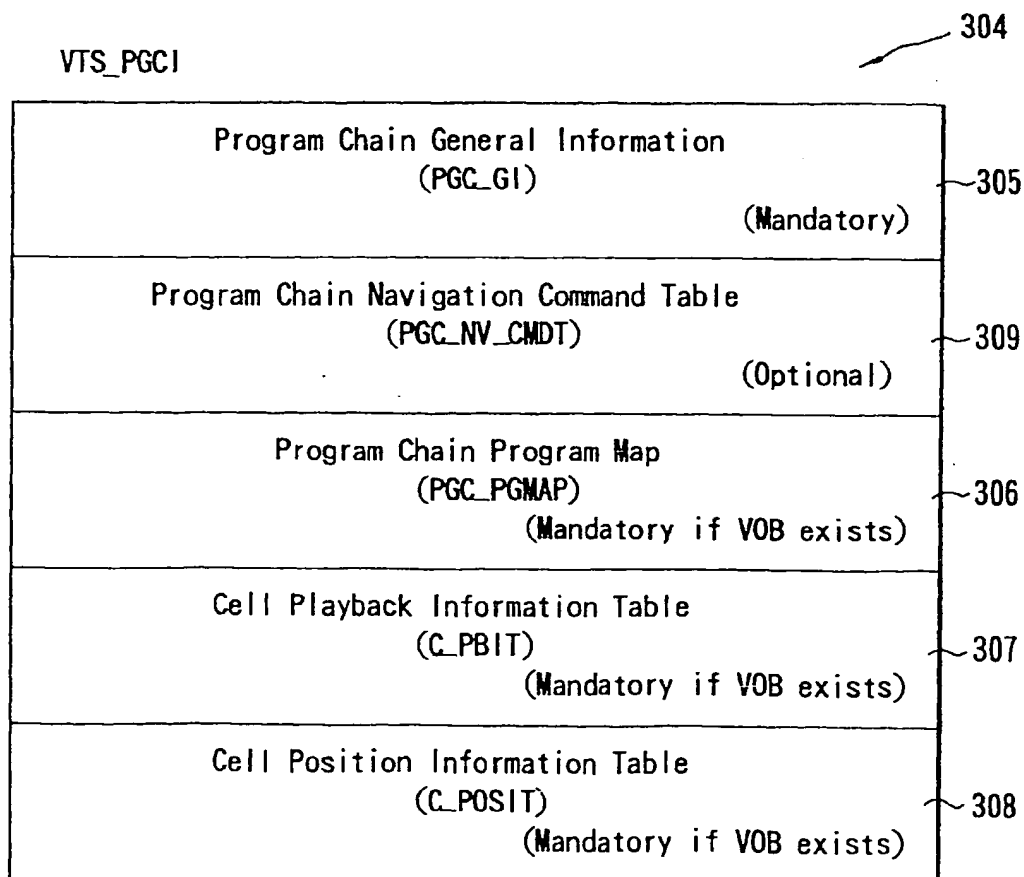 304
VTS_PGCI
Program Chain General Information
(PGC_GI)
(Mandatory)
305
Program Chain Navigation Command Table
(PGC_NV_CMDT)
(Optional)
309
Program Chain Program Map
(PGC_PGMAP)
(Mandatory if VOB exists)
306
Cell Playback Information Table
(C_PBIT)
(Mandatory if VOB exists)
307
Cell Position Information Table
(C_POSIT)
(Mandatory if VOB exists)
308